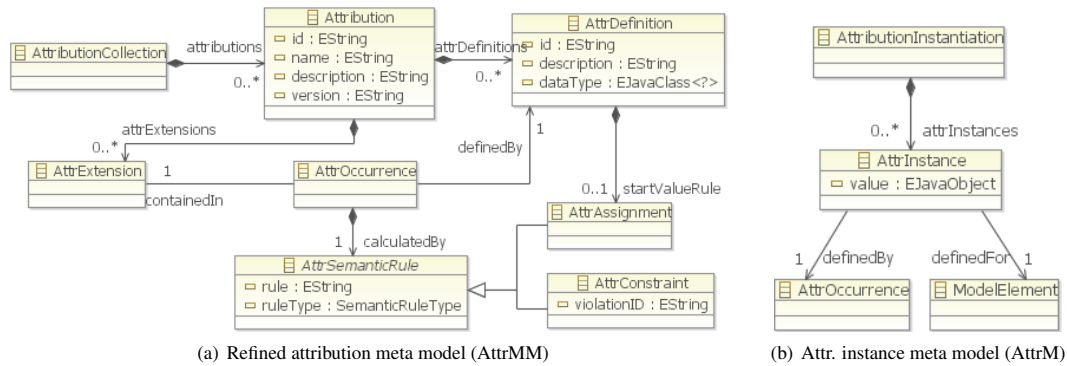 AttributionCollection
attributions
0..*
Attribution
id : EString
name : EString
description : EString
version : EString
attrDefinitions
0..*
AttrDefinition
id : EString
description : EString
dataType : EJavaClass<?>
attrExtensions
0..*
AttrExtension
1
containedIn
AttrOccurrence
definedBy
1
0..1
startValueRule
AttrAssignment
1
calculatedBy
AttrSemanticRule
rule : EString
ruleType : SemanticRuleType
AttrConstraint
violationID : EString
(a) Refined attribution meta model (AttrMM)
AttributionInstantiation
0..*
attrInstances
AttrInstance
value : EJavaObject
1
definedBy
definedFor
1
AttrOccurrence
ModelElement
(b) Attr. instance meta model (AttrM)